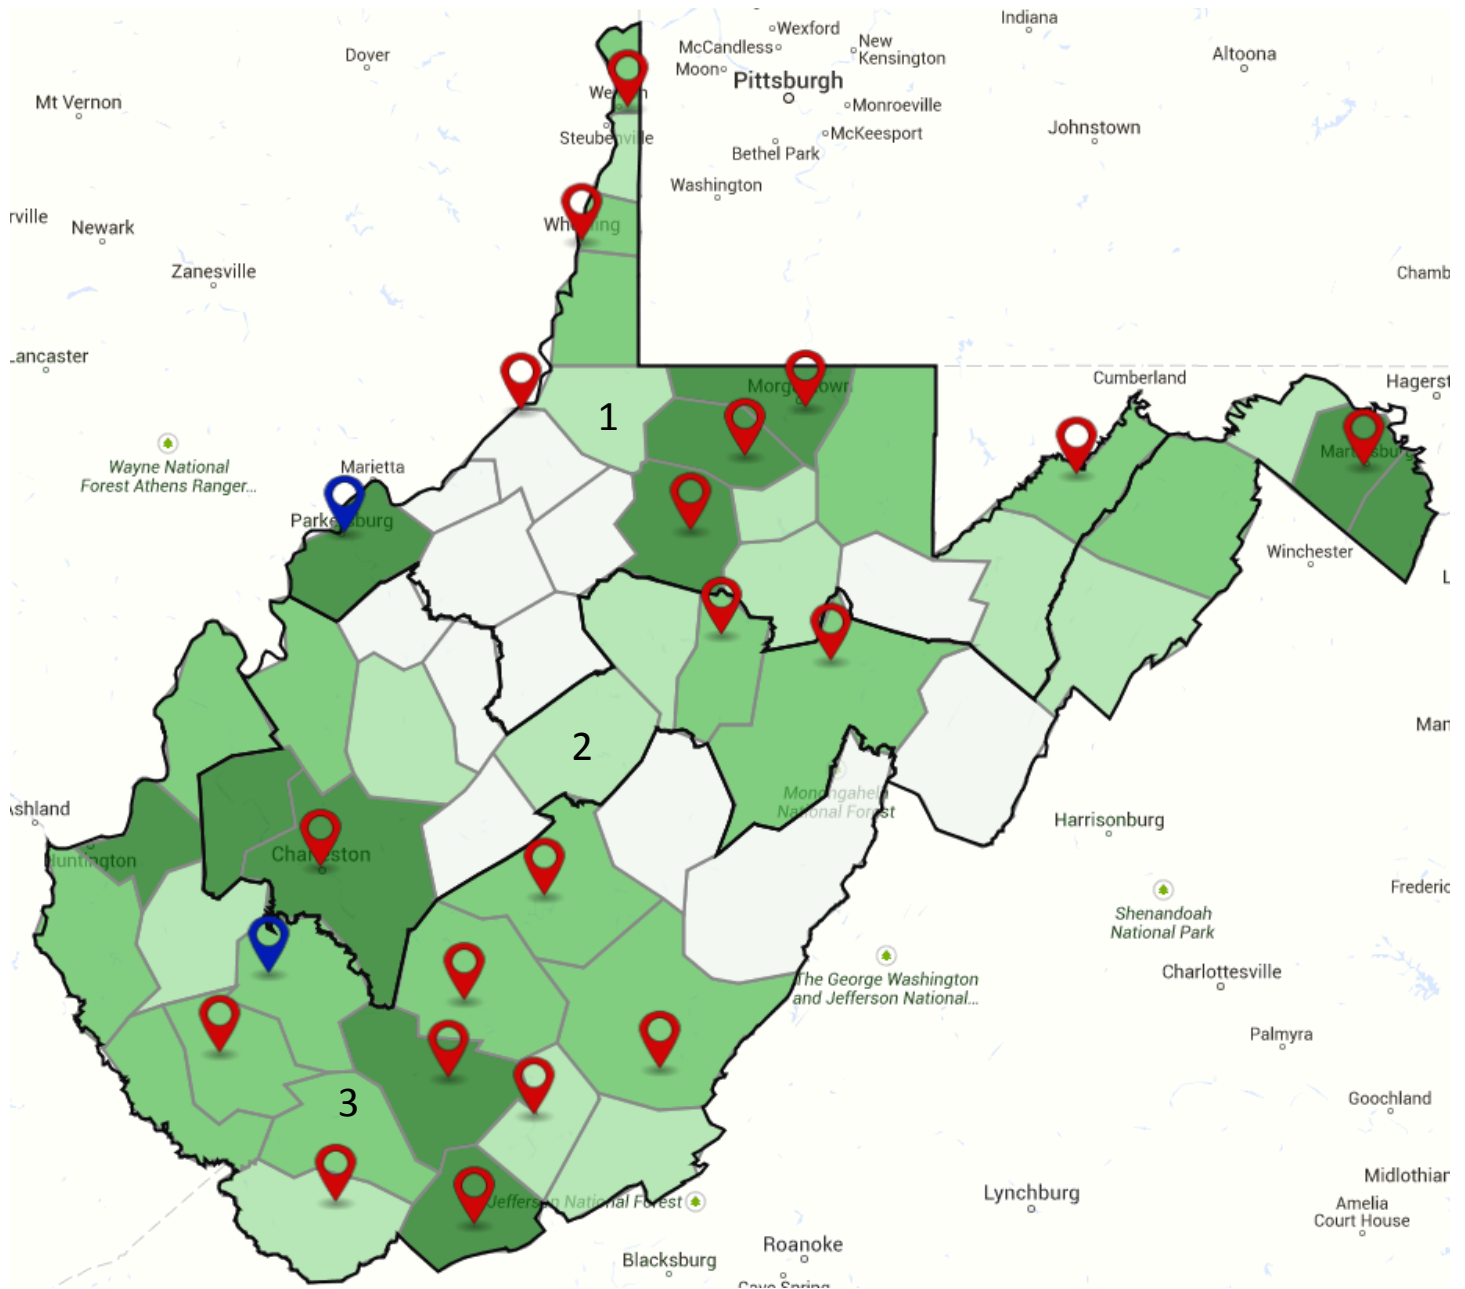 Indiana
Wexford
McCandless
New
Kensington
Dover
Altoona
Moon
Pittsburgh
Mt Vernon
Monroeville
McKeesport
Johnstown
Steubenville
Bethel Park
Washington
rville
Newark
Zanesville
Chamb
Lancaster
Cumberland
Hagerst
1
Wayne National
Forest Athens Ranger...
Marietta
Parkersburg
Winchester
L
Man
2
Monongahela
National Forest
Ashland
Harrisonburg
Huntington
Charleston
Frederic
Shenandoah
National Park
Charlottesville
The George Washington
and Jefferson National...
Palmyra
3
Goochland
Midlothian
Jefferson National Forest
Lynchburg
Amelia
Court House
Roanoke
Blacksburg
Cave Spring